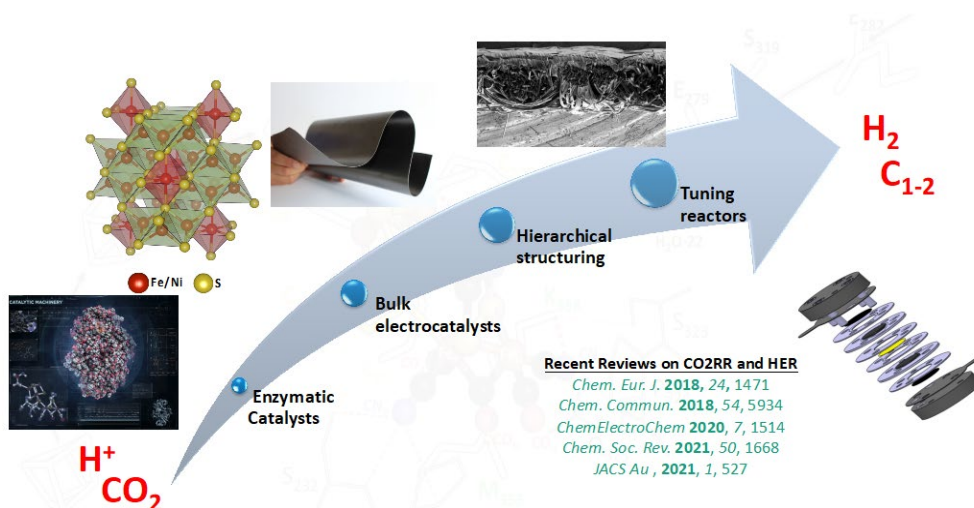 CATALYTIC MACHINERY
Fe/Ni
S
H+
CO2
Enzymatic
Catalysts
Bulk
electrocatalysts
Hierarchical
structuring
Tuning
reactors
H2
C1-2
Recent Reviews on CO2RR and HER
Chem. Eur. J. 2018, 24, 1471
Chem. Commun. 2018, 54, 5934
ChemElectroChem 2020, 7, 1514
Chem. Soc. Rev. 2021, 50, 1668
JACS Au , 2021, 1, 527